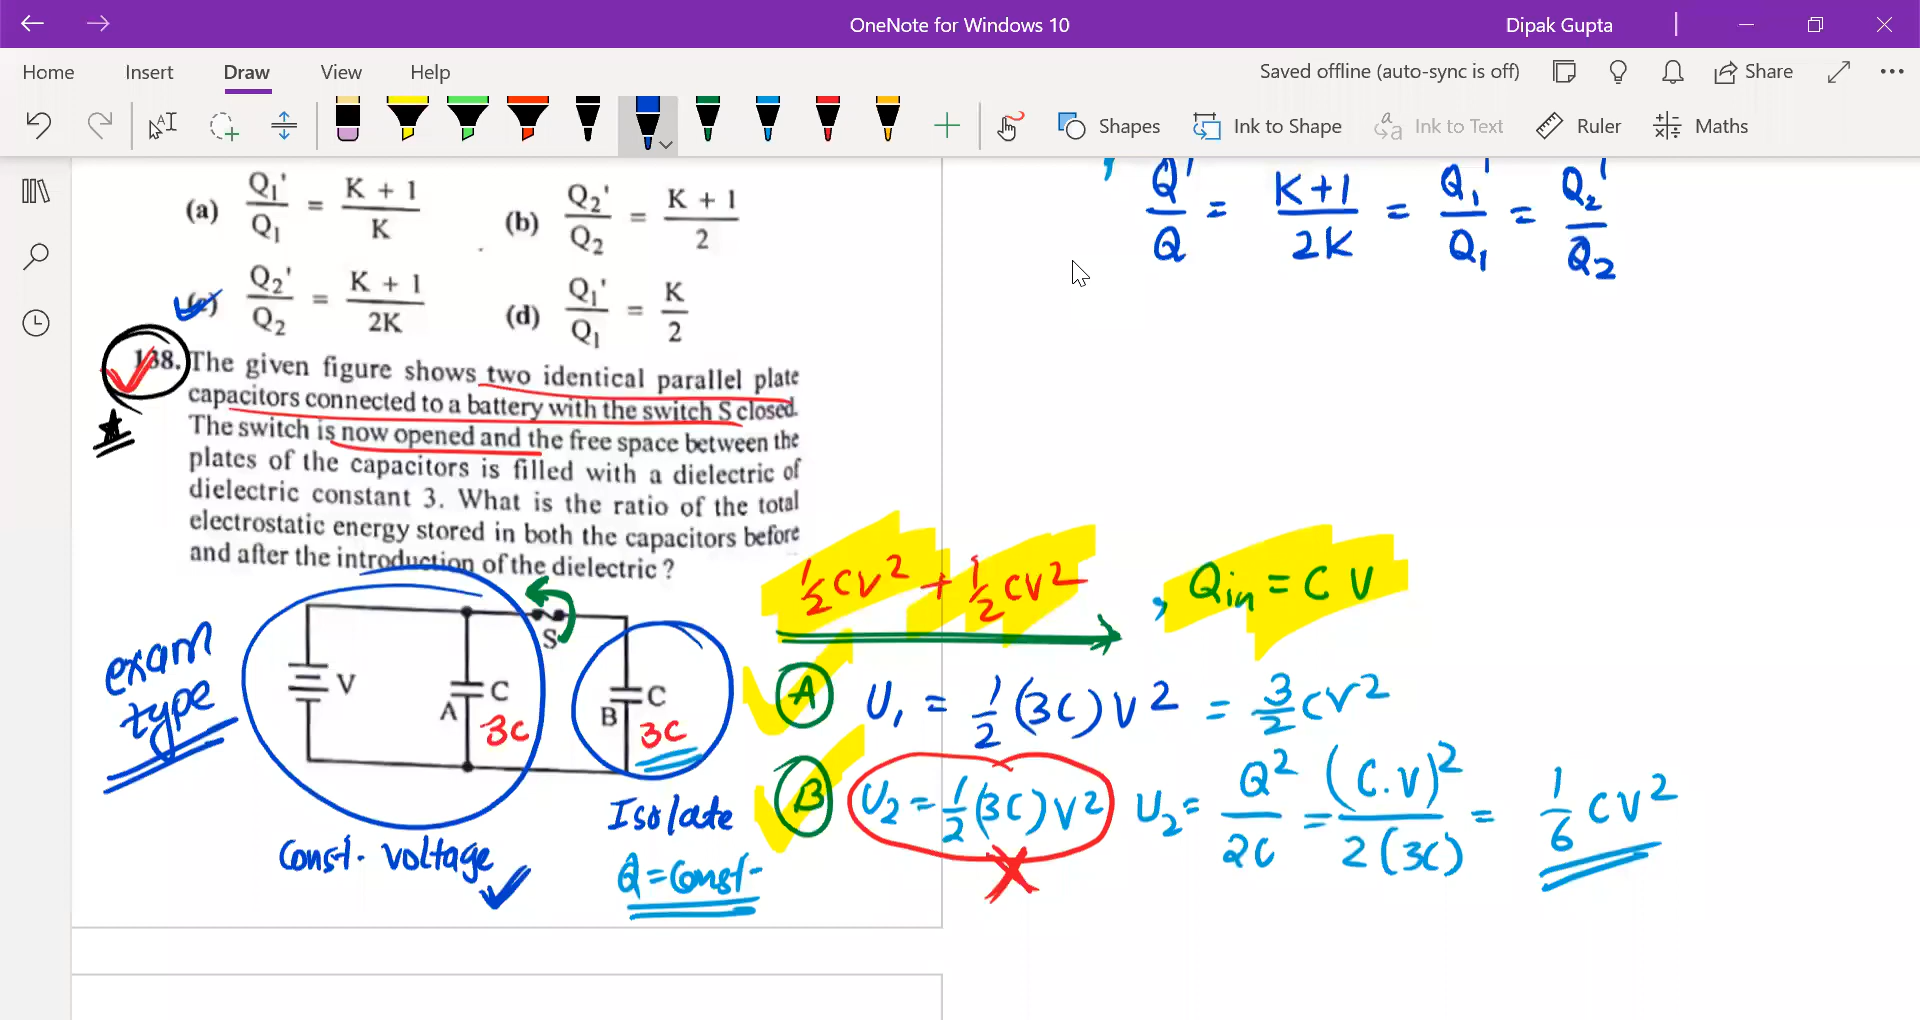 OneNote for Windows 10
Dipak Gupta
Home Insert Draw View Help
Saved offline (auto-sync is off) Share
Shapes Ink to Shape Ink to Text Ruler Maths
(a) Q1'/Q1 = K + 1/K
(b) Q2'/Q2 = K + 1/2
(c) Q2'/Q2 = K + 1/2K
(d) Q1'/Q1 = K/2
Q'/Q = K+1/2K = Q1'/Q1 = Q2'/Q2
138. The given figure shows two identical parallel plate
capacitors connected to a battery with the switch S closed.
The switch is now opened and the free space between the
plates of the capacitors is filled with a dielectric of
dielectric constant 3. What is the ratio of the total
electrostatic energy stored in both the capacitors before
and after the introduction of the dielectric ?
1/2 CV² + 1/2 CV² , Qin = C V
exam
type
V
A C
3C
S
B C
3C
Const. voltage
Isolate
Q = Const-
A U1 = 1/2 (3C) V² = 3/2 CV²
B U2 = 1/2 (3C) V² U2 = Q²/2C = (C.V)²/2(3C) = 1/6 CV²